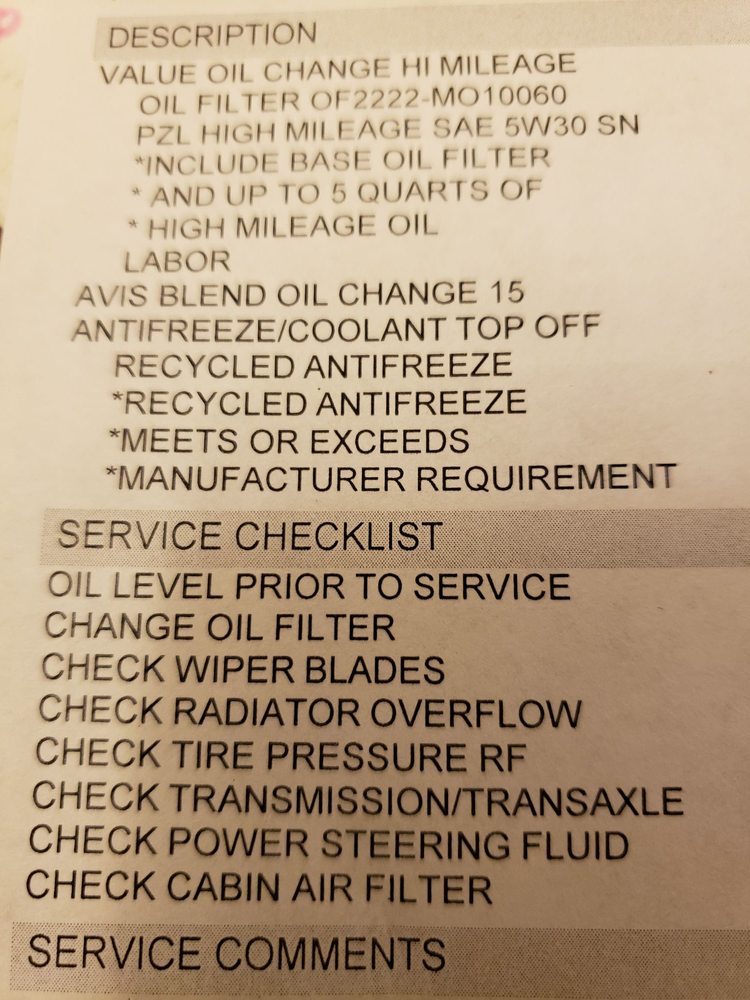 DESCRIPTION
VALUE OIL CHANGE HI MILEAGE
OIL FILTER OF2222-MO10060
PZL HIGH MILEAGE SAE 5W30 SN
*INCLUDE BASE OIL FILTER
* AND UP TO 5 QUARTS OF
* HIGH MILEAGE OIL
LABOR
AVIS BLEND OIL CHANGE 15
ANTIFREEZE/COOLANT TOP OFF
RECYCLED ANTIFREEZE
*RECYCLED ANTIFREEZE
*MEETS OR EXCEEDS
*MANUFACTURER REQUIREMENT
SERVICE CHECKLIST
OIL LEVEL PRIOR TO SERVICE
CHANGE OIL FILTER
CHECK WIPER BLADES
CHECK RADIATOR OVERFLOW
CHECK TIRE PRESSURE RF
CHECK TRANSMISSION/TRANSAXLE
CHECK POWER STEERING FLUID
CHECK CABIN AIR FILTER
SERVICE COMMENTS